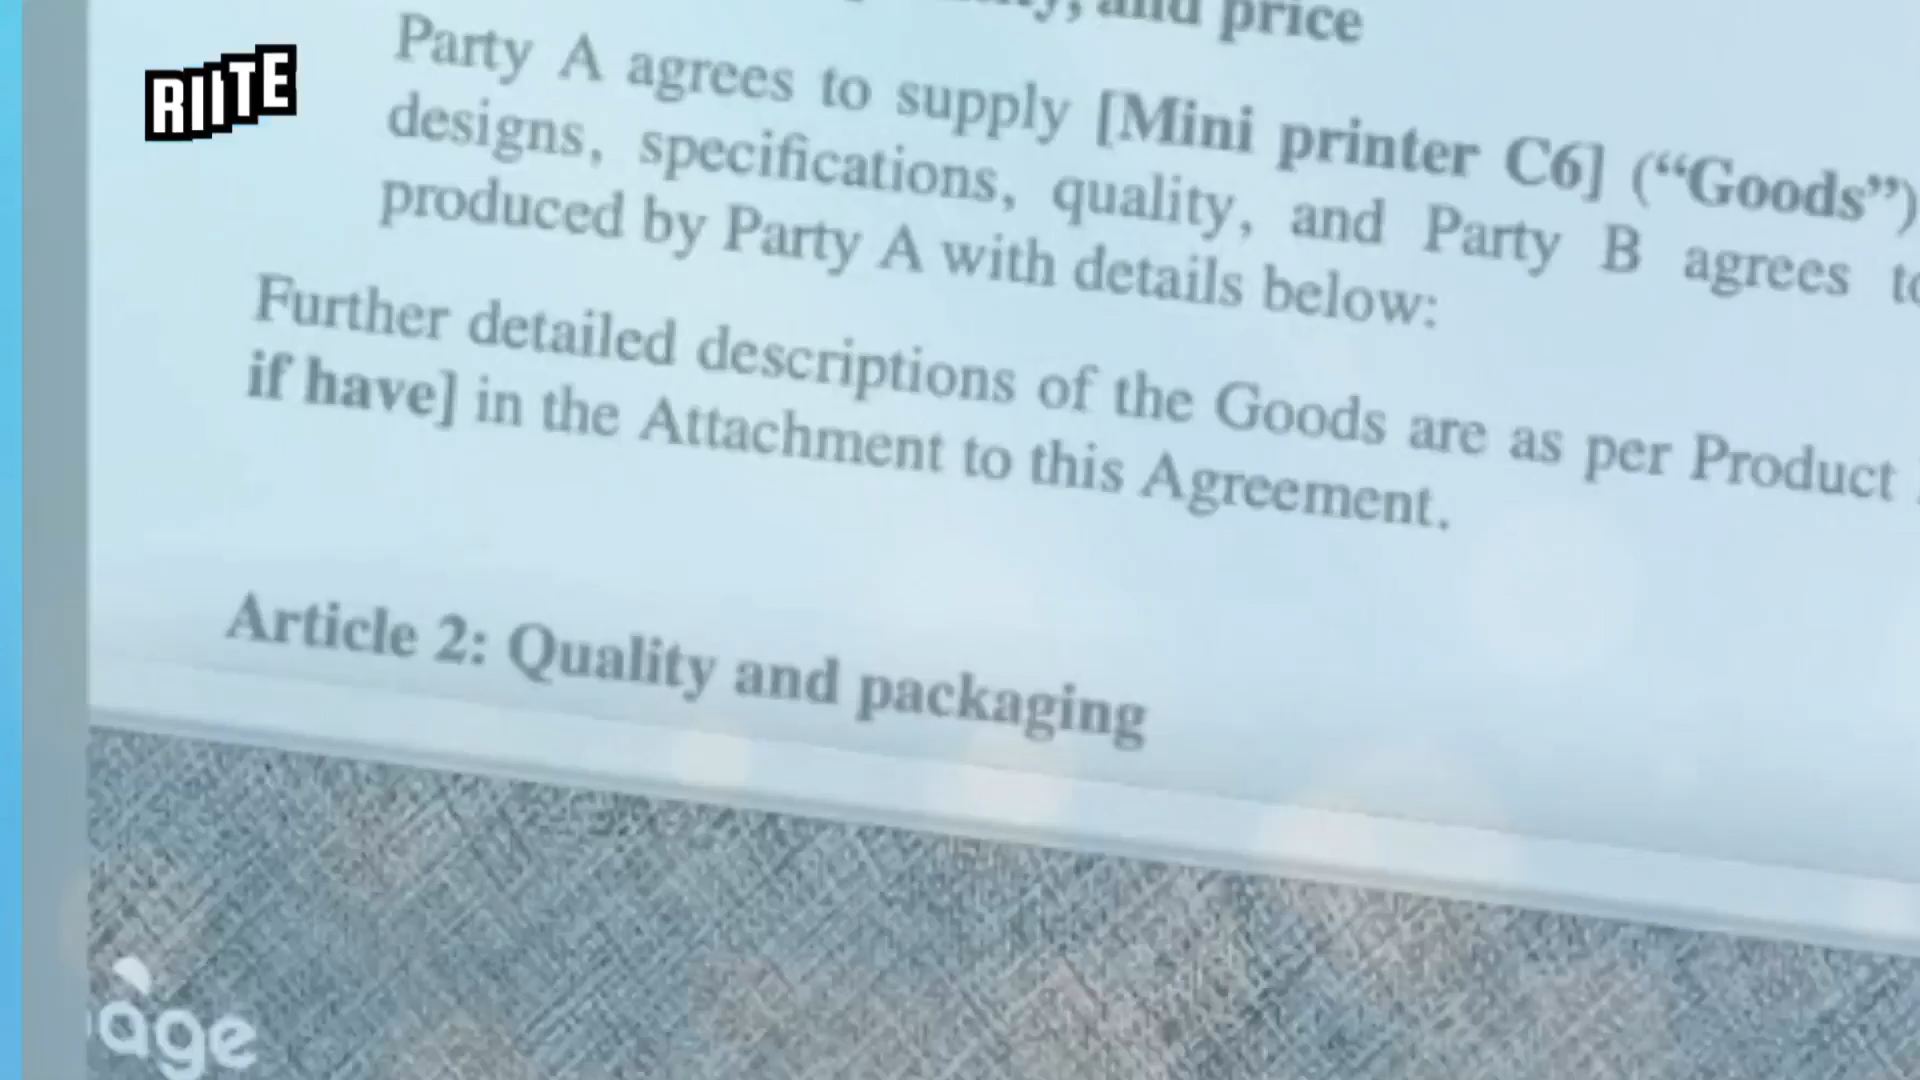 and price
RIITE
Party A agrees to supply [Mini printer C6] (“Goods”)
designs, specifications, quality, and Party B agrees to
produced by Party A with details below:
Further detailed descriptions of the Goods are as per Product
if have] in the Attachment to this Agreement.
Article 2: Quality and packaging
age